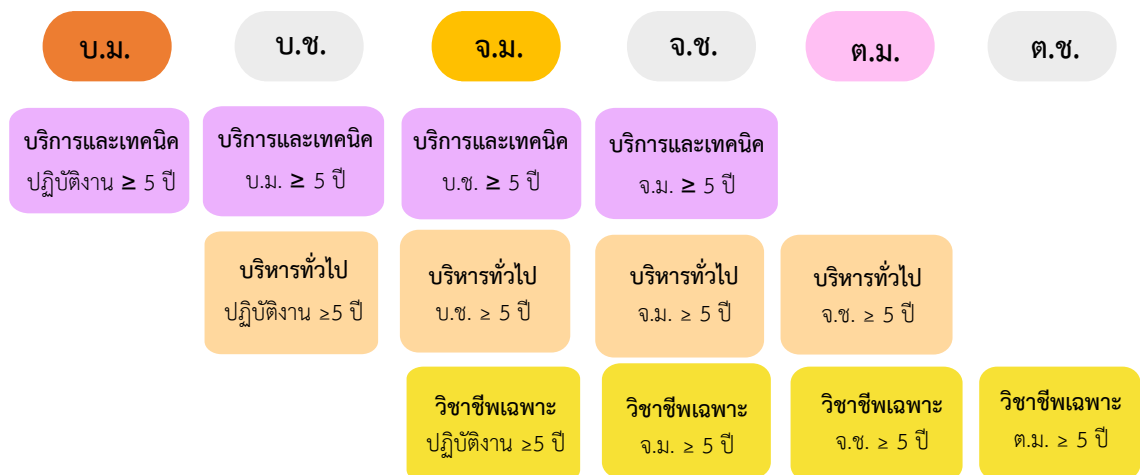 บ.ม.
บ.ช.
จ.ม.
จ.ช.
ต.ม.
ต.ช.
บริการและเทคนิค
ปฏิบัติงาน ≥ 5 ปี
บริการและเทคนิค
บ.ม. ≥ 5 ปี
บริการและเทคนิค
บ.ช. ≥ 5 ปี
บริการและเทคนิค
จ.ม. ≥ 5 ปี
บริหารทั่วไป
ปฏิบัติงาน ≥5 ปี
บริหารทั่วไป
บ.ช. ≥ 5 ปี
บริหารทั่วไป
จ.ม. ≥ 5 ปี
บริหารทั่วไป
จ.ช. ≥ 5 ปี
วิชาชีพเฉพาะ
ปฏิบัติงาน ≥5 ปี
วิชาชีพเฉพาะ
จ.ม. ≥ 5 ปี
วิชาชีพเฉพาะ
จ.ช. ≥ 5 ปี
วิชาชีพเฉพาะ
ต.ม. ≥ 5 ปี